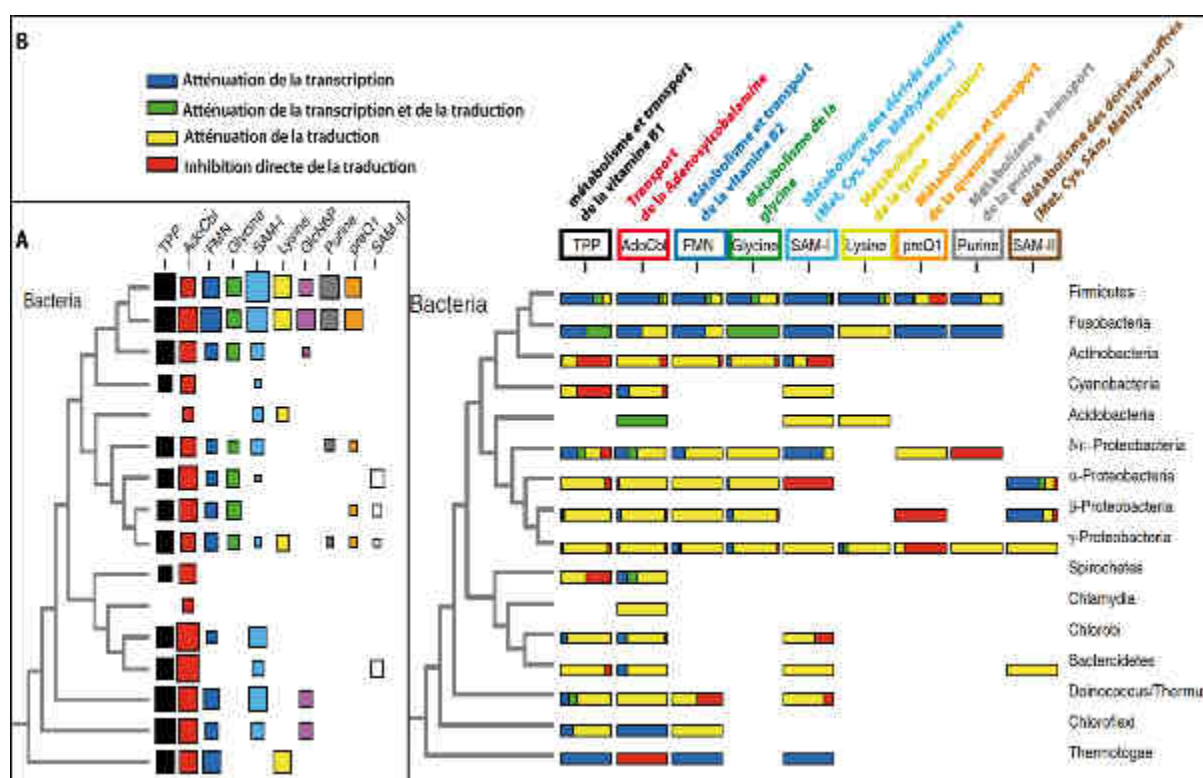 B
Atténuation de la transcription
Atténuation de la transcription et de la traduction
Atténuation de la traduction
Inhibition directe de la traduction
métabolisme et transport
de la vitamine B1
Transport
de la Adenosylcobalamine
Métabolisme et transport
de la vitamine B2
Métabolisme de la
glycine
Métabolisme des dérivés souffrés
(Met, Cys, SAm, Methylene...)
Métabolisme et transport
de la lysine
Métabolisme et transport
de la
Métabolisme et transport
de la purine
Métabolisme des dérives souffrés
(Met, Cys, SAm, Methylene...)
TPP
AdoCbl
FMN
Glycine
SAM-I
Lysine
preQ1
Purine
SAM-II
A
TPP
AdoCbl
FMN
Glycine
SAM-I
Lysine
GlcN6P
Purine
preQ1
SAM-II
Bacteria
Bacteria
Firmicutes
Fusobacteria
Actinobacteria
Cyanobacteria
Acidobacteria
-Proteobacteria
α-Proteobacteria
β-Proteobacteria
γ-Proteobacteria
Spirochetes
Chlamydia
Chlorobi
Bacteroidetes
Deinococcus/Thermu
Chloroflexi
Thermotogae